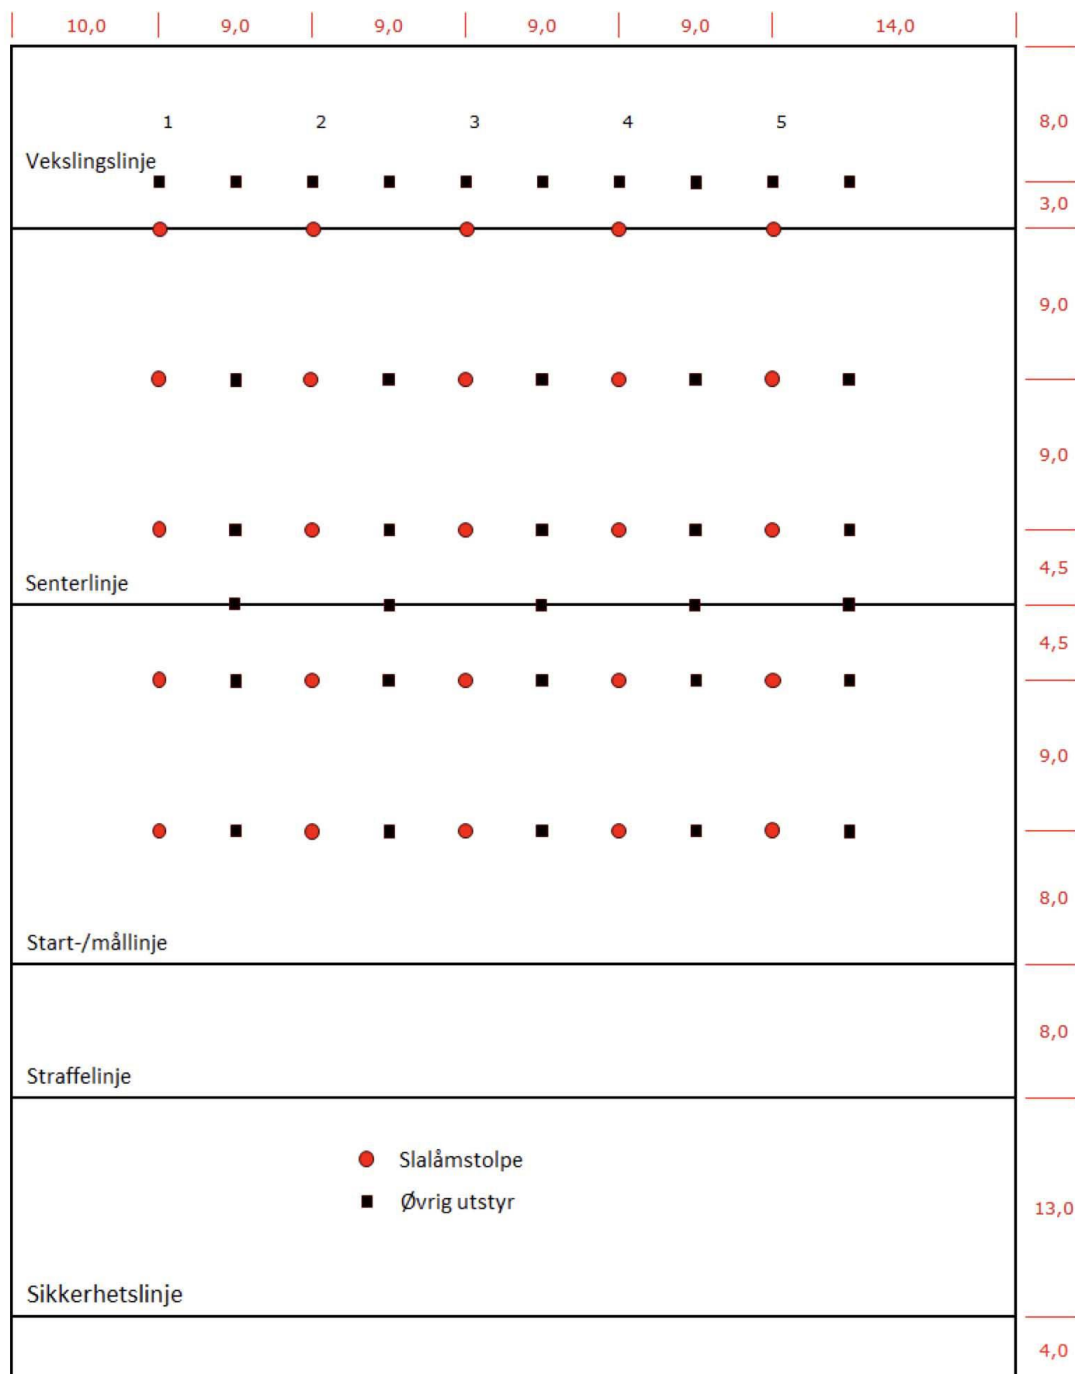 10,0 9,0 9,0 9,0 9,0 14,0
1 2 3 4 5
8,0
Vekslingslinje
3,0
9,0
9,0
4,5
Senterlinje
4,5
9,0
8,0
Start-/mållinje
8,0
Straffelinje
Slalåmstolpe
Øvrig utstyr
13,0
Sikkerhetslinje
4,0